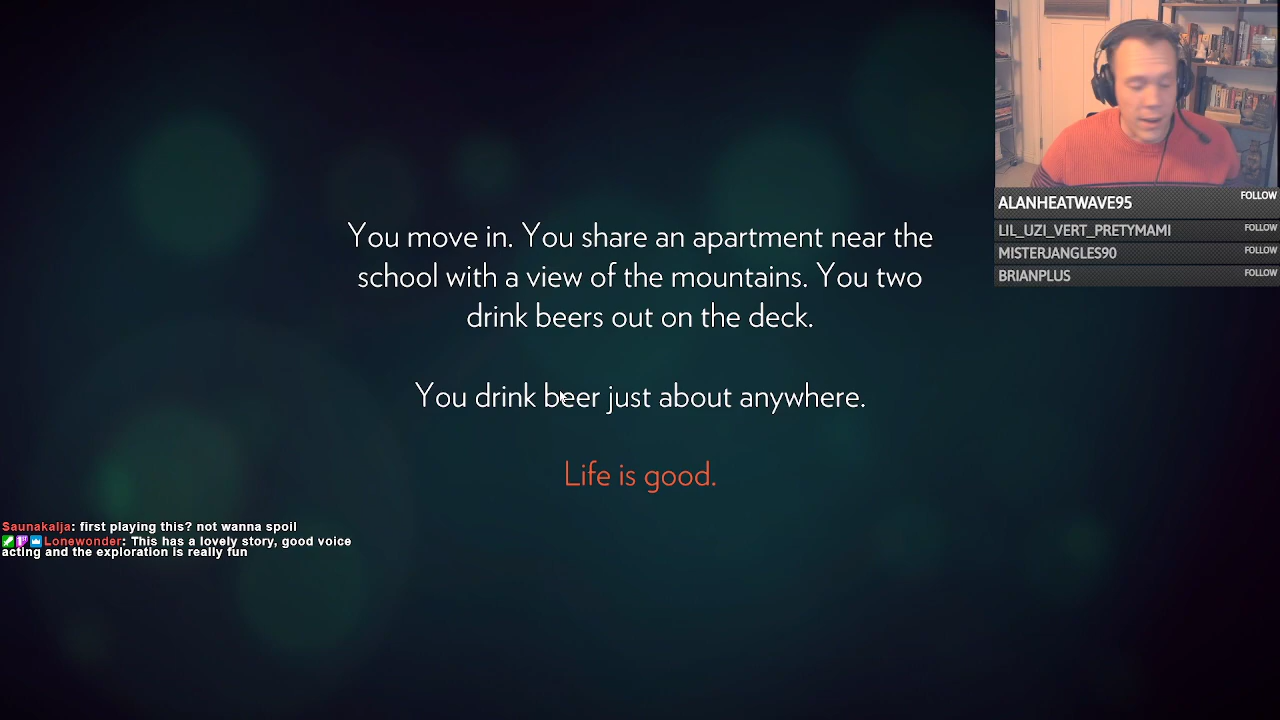 You move in. You share an apartment near the
school with a view of the mountains. You two
drink beers out on the deck.
You drink beer just about anywhere.
Life is good.
ALANHEATWAVE95 FOLLOW
LIL_UZI_VERT_PRETYMAMI FOLLOW
MISTERJANGLES90 FOLLOW
BRIANPLUS FOLLOW
Saunakalja: first playing this? not wanna spoil
Lonewonder: This has a lovely story, good voice
acting and the exploration is really fun